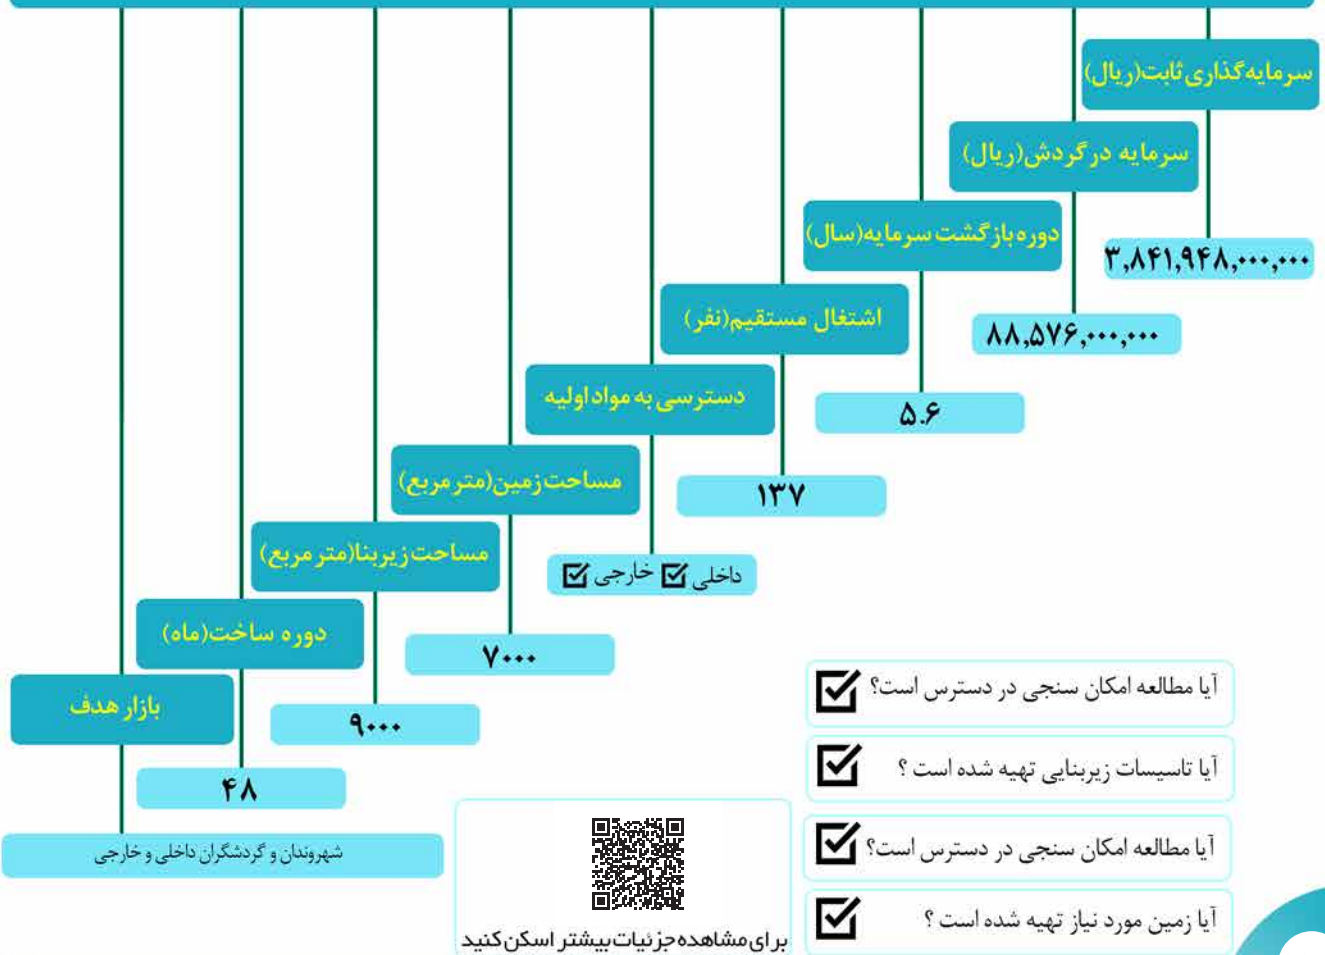 سرمایه‌گذاری ثابت(ریال)
۳,۸۴۱,۹۴۸,۰۰۰,۰۰۰
سرمایه در گردش(ریال)
۸۸,۵۷۶,۰۰۰,۰۰۰
دوره بازگشت سرمایه(سال)
۵.۶
اشتغال مستقیم(نفر)
۱۳۷
دسترسی به مواد اولیه
داخلی ☑ خارجی ☑
مساحت زمین(متر مربع)
۷۰۰۰
مساحت زیربنا(متر مربع)
۹۰۰۰
دوره ساخت(ماه)
۴۸
بازار هدف
شهروندان و گردشگران داخلی و خارجی
آیا مطالعه امکان سنجی در دسترس است؟ ☑
آیا تاسیسات زیربنایی تهیه شده است ؟ ☑
آیا مطالعه امکان سنجی در دسترس است؟ ☑
آیا زمین مورد نیاز تهیه شده است ؟ ☑
برای مشاهده جزئیات بیشتر اسکن کنید